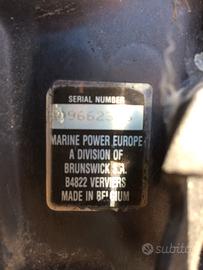 SERIAL NUMBER
MARINE POWER EUROPE
A DIVISION OF
BRUNSWICK S.A.
B4822 VERVIERS
MADE IN BELGIUM
subito